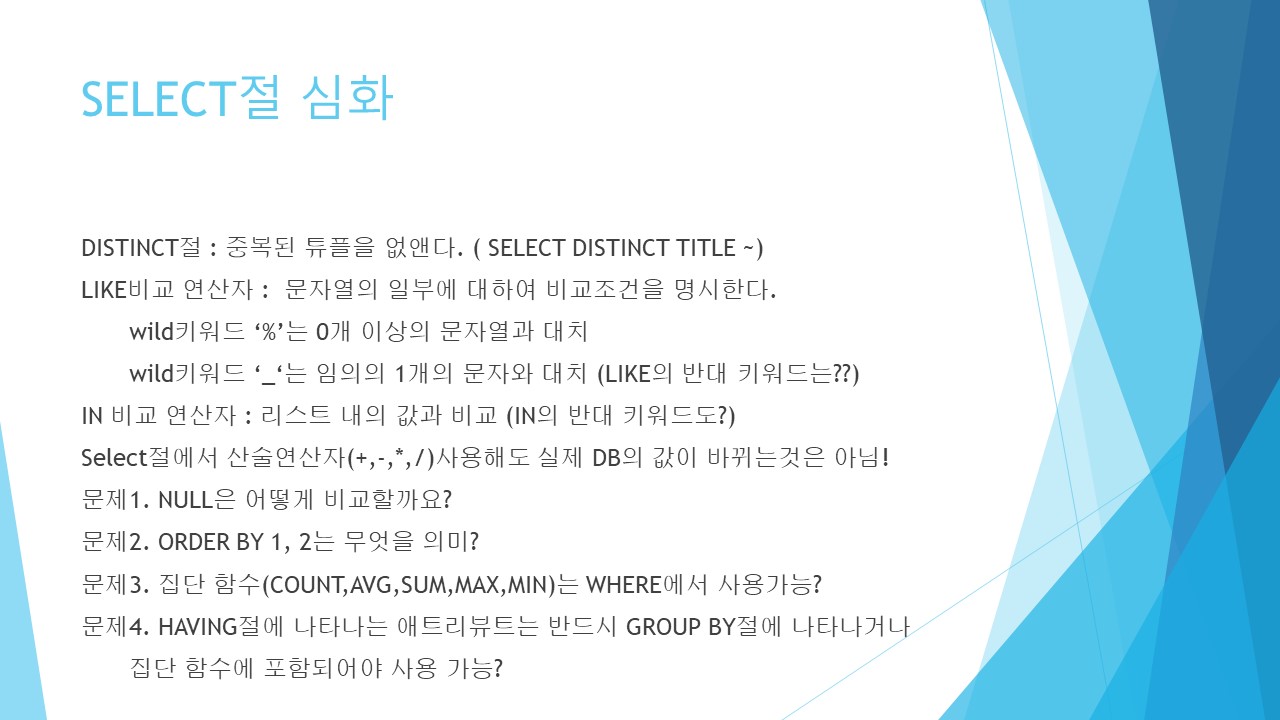 SELECT절 심화
DISTINCT절 : 중복된 튜플을 없앤다. ( SELECT DISTINCT TITLE ~)
LIKE비교 연산자 :  문자열의 일부에 대하여 비교조건을 명시한다.
wild키워드 ‘%’는 0개 이상의 문자열과 대치
wild키워드 ‘_‘는 임의의 1개의 문자와 대치 (LIKE의 반대 키워드는??)
IN 비교 연산자 : 리스트 내의 값과 비교 (IN의 반대 키워드도?)
Select절에서 산술연산자(+,-,*,/)사용해도 실제 DB의 값이 바뀌는것은 아님!
문제1. NULL은 어떻게 비교할까요?
문제2. ORDER BY 1, 2는 무엇을 의미?
문제3. 집단 함수(COUNT,AVG,SUM,MAX,MIN)는 WHERE에서 사용가능?
문제4. HAVING절에 나타나는 애트리뷰트는 반드시 GROUP BY절에 나타나거나
집단 함수에 포함되어야 사용 가능?